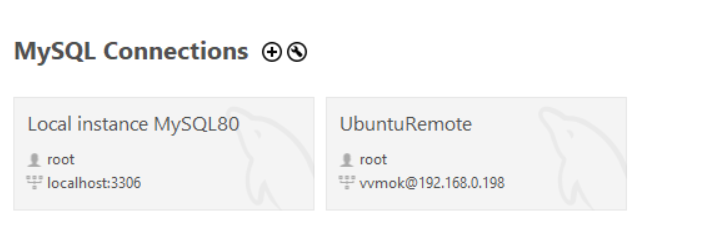 MySQL Connections
Local instance MySQL80
root
localhost:3306
UbuntuRemote
root
vvmok@192.168.0.198